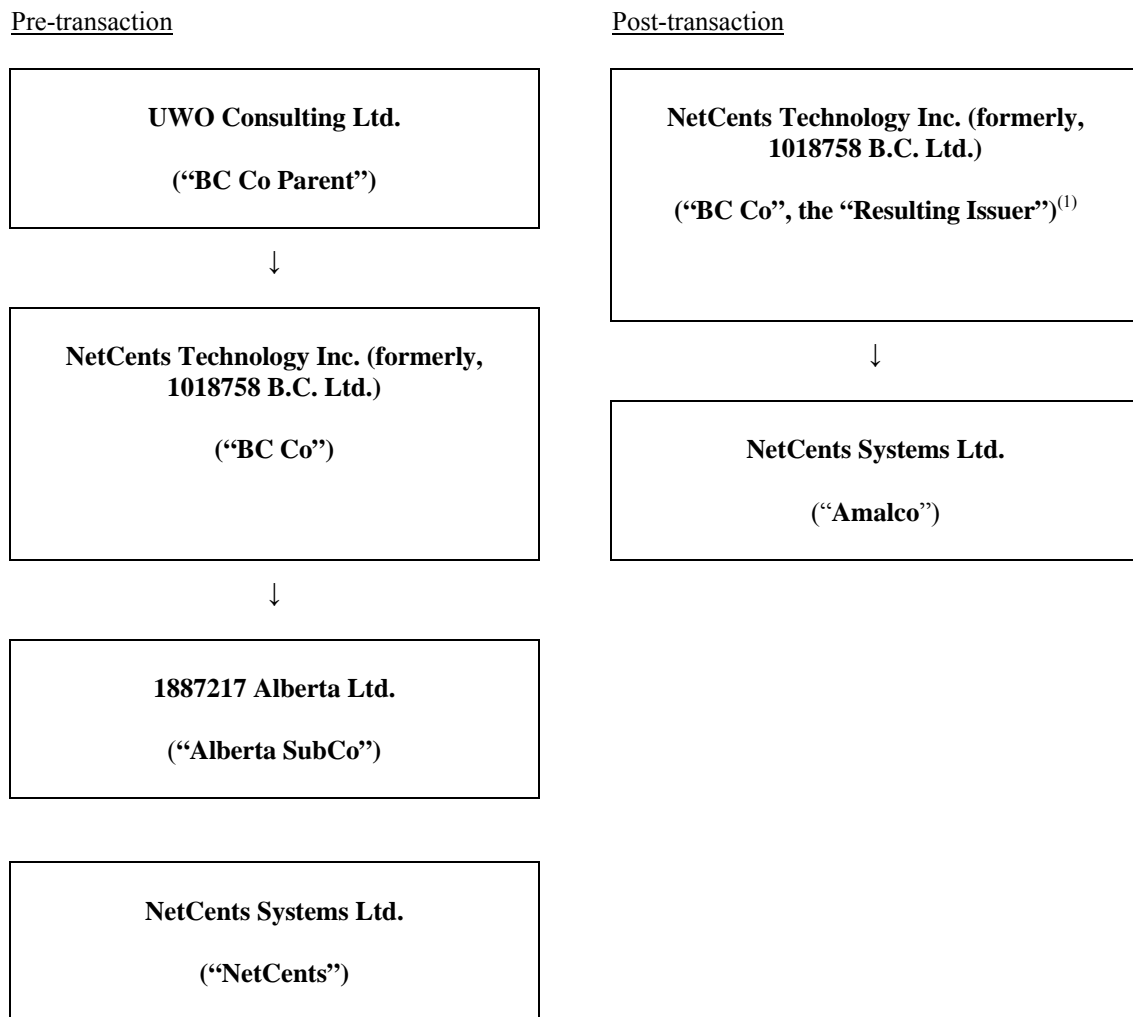 Pre-transaction
UWO Consulting Ltd.
(“BC Co Parent”)
↓
NetCents Technology Inc. (formerly,
1018758 B.C. Ltd.)
(“BC Co”)
↓
1887217 Alberta Ltd.
(“Alberta SubCo”)
NetCents Systems Ltd.
(“NetCents”)
Post-transaction
NetCents Technology Inc. (formerly,
1018758 B.C. Ltd.)
(“BC Co”, the “Resulting Issuer”)(1)
↓
NetCents Systems Ltd.
(“Amalco”)